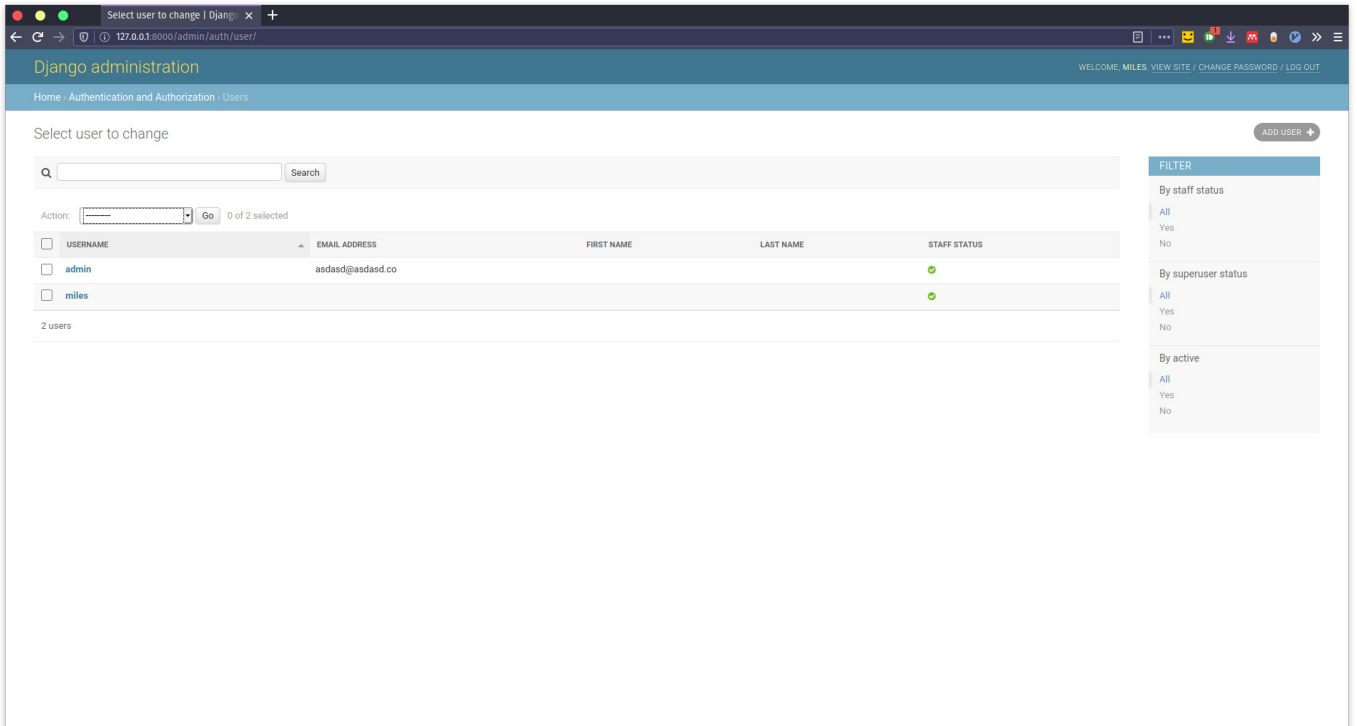 Select user to change | Django
127.0.0.1:8000/admin/auth/user/
1
Django administration
WELCOME, MILES. VIEW SITE / CHANGE PASSWORD / LOG OUT
Home › Authentication and Authorization › Users
Select user to change
ADD USER +
Search
Action: --------- Go 0 of 2 selected
USERNAME EMAIL ADDRESS FIRST NAME LAST NAME STAFF STATUS
admin asdasd@asdasd.co
miles
2 users
FILTER
By staff status
All
Yes
No
By superuser status
All
Yes
No
By active
All
Yes
No